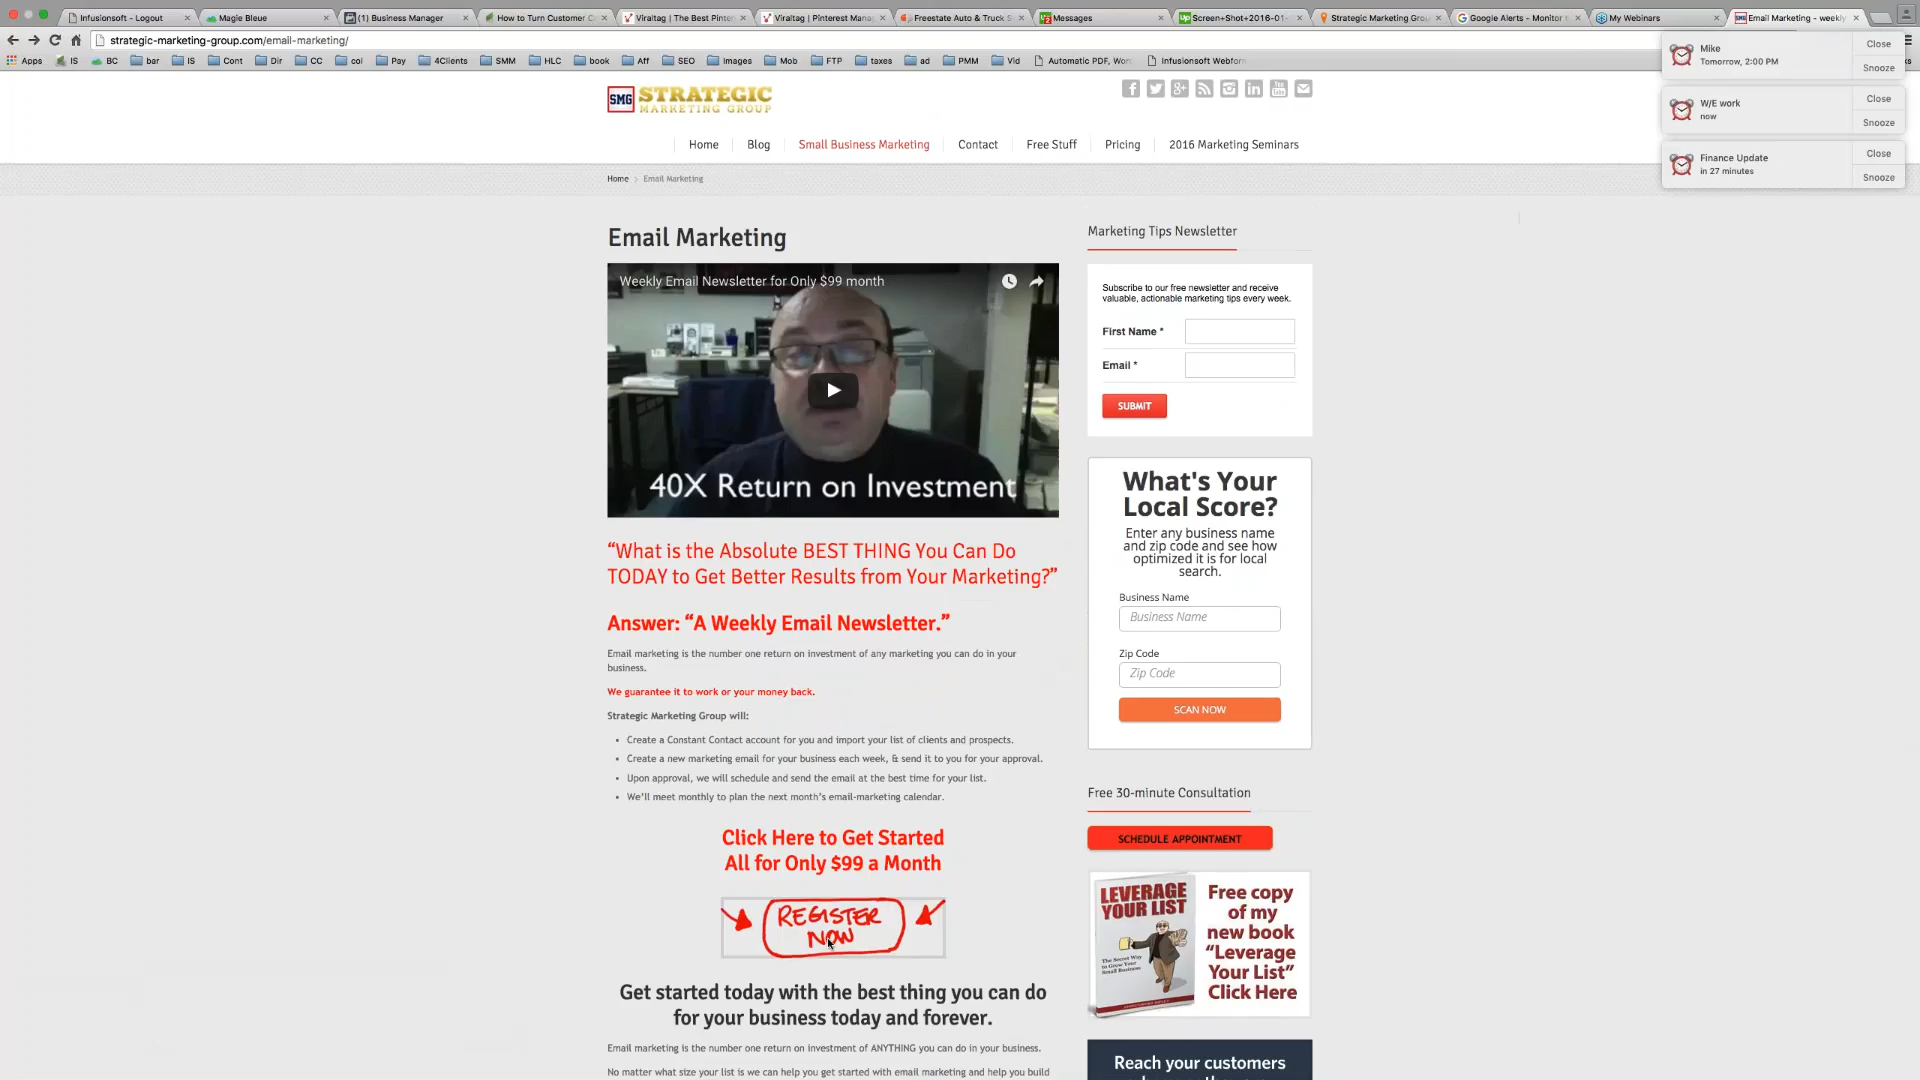 Infusionsoft - Logout
Magie Bleue
(1) Business Manager
How to Turn Customer C
Viraltag | The Best Pinter
Viraltag | Pinterest Mana
Freestate Auto & Truck S
Messages
Screen+Shot+2016-01-
Strategic Marketing Grou
Google Alerts - Monitor t
My Webinars
Email Marketing - weekly
strategic-marketing-group.com/email-marketing/
Apps
IS
BC
bar
IS
Cont
Dir
CC
col
Pay
4Clients
SMM
HLC
book
Aff
SEO
Images
Mob
FTP
taxes
ad
PMM
Vid
Automatic PDF, Wor
Infusionsoft Webform
Mike
Tomorrow, 2:00 PM
Close
Snooze
W/E work
now
Close
Snooze
Finance Update
in 27 minutes
Close
Snooze
SMG STRATEGIC
MARKETING GROUP
Home
Blog
Small Business Marketing
Contact
Free Stuff
Pricing
2016 Marketing Seminars
Home > Email Marketing
Email Marketing
Weekly Email Newsletter for Only $99 month
40X Return on Investment
“What is the Absolute BEST THING You Can Do
TODAY to Get Better Results from Your Marketing?”
Answer: “A Weekly Email Newsletter.”
Email marketing is the number one return on investment of any marketing you can do in your
business.
We guarantee it to work or your money back.
Strategic Marketing Group will:
• Create a Constant Contact account for you and import your list of clients and prospects.
• Create a new marketing email for your business each week, & send it to you for your approval.
• Upon approval, we will schedule and send the email at the best time for your list.
• We’ll meet monthly to plan the next month’s email-marketing calendar.
Click Here to Get Started
All for Only $99 a Month
REGISTER
NOW
Get started today with the best thing you can do
for your business today and forever.
Email marketing is the number one return on investment of ANYTHING you can do in your business.
No matter what size your list is we can help you get started with email marketing and help you build
Marketing Tips Newsletter
Subscribe to our free newsletter and receive
valuable, actionable marketing tips every week.
First Name *
Email *
SUBMIT
What's Your
Local Score?
Enter any business name
and zip code and see how
optimized it is for local
search.
Business Name
Business Name
Zip Code
Zip Code
SCAN NOW
Free 30-minute Consultation
SCHEDULE APPOINTMENT
LEVERAGE
YOUR LIST
The Secret Way
to Grow Your
Small Business
Free copy
of my
new book
“Leverage
Your List”
Click Here
Reach your customers